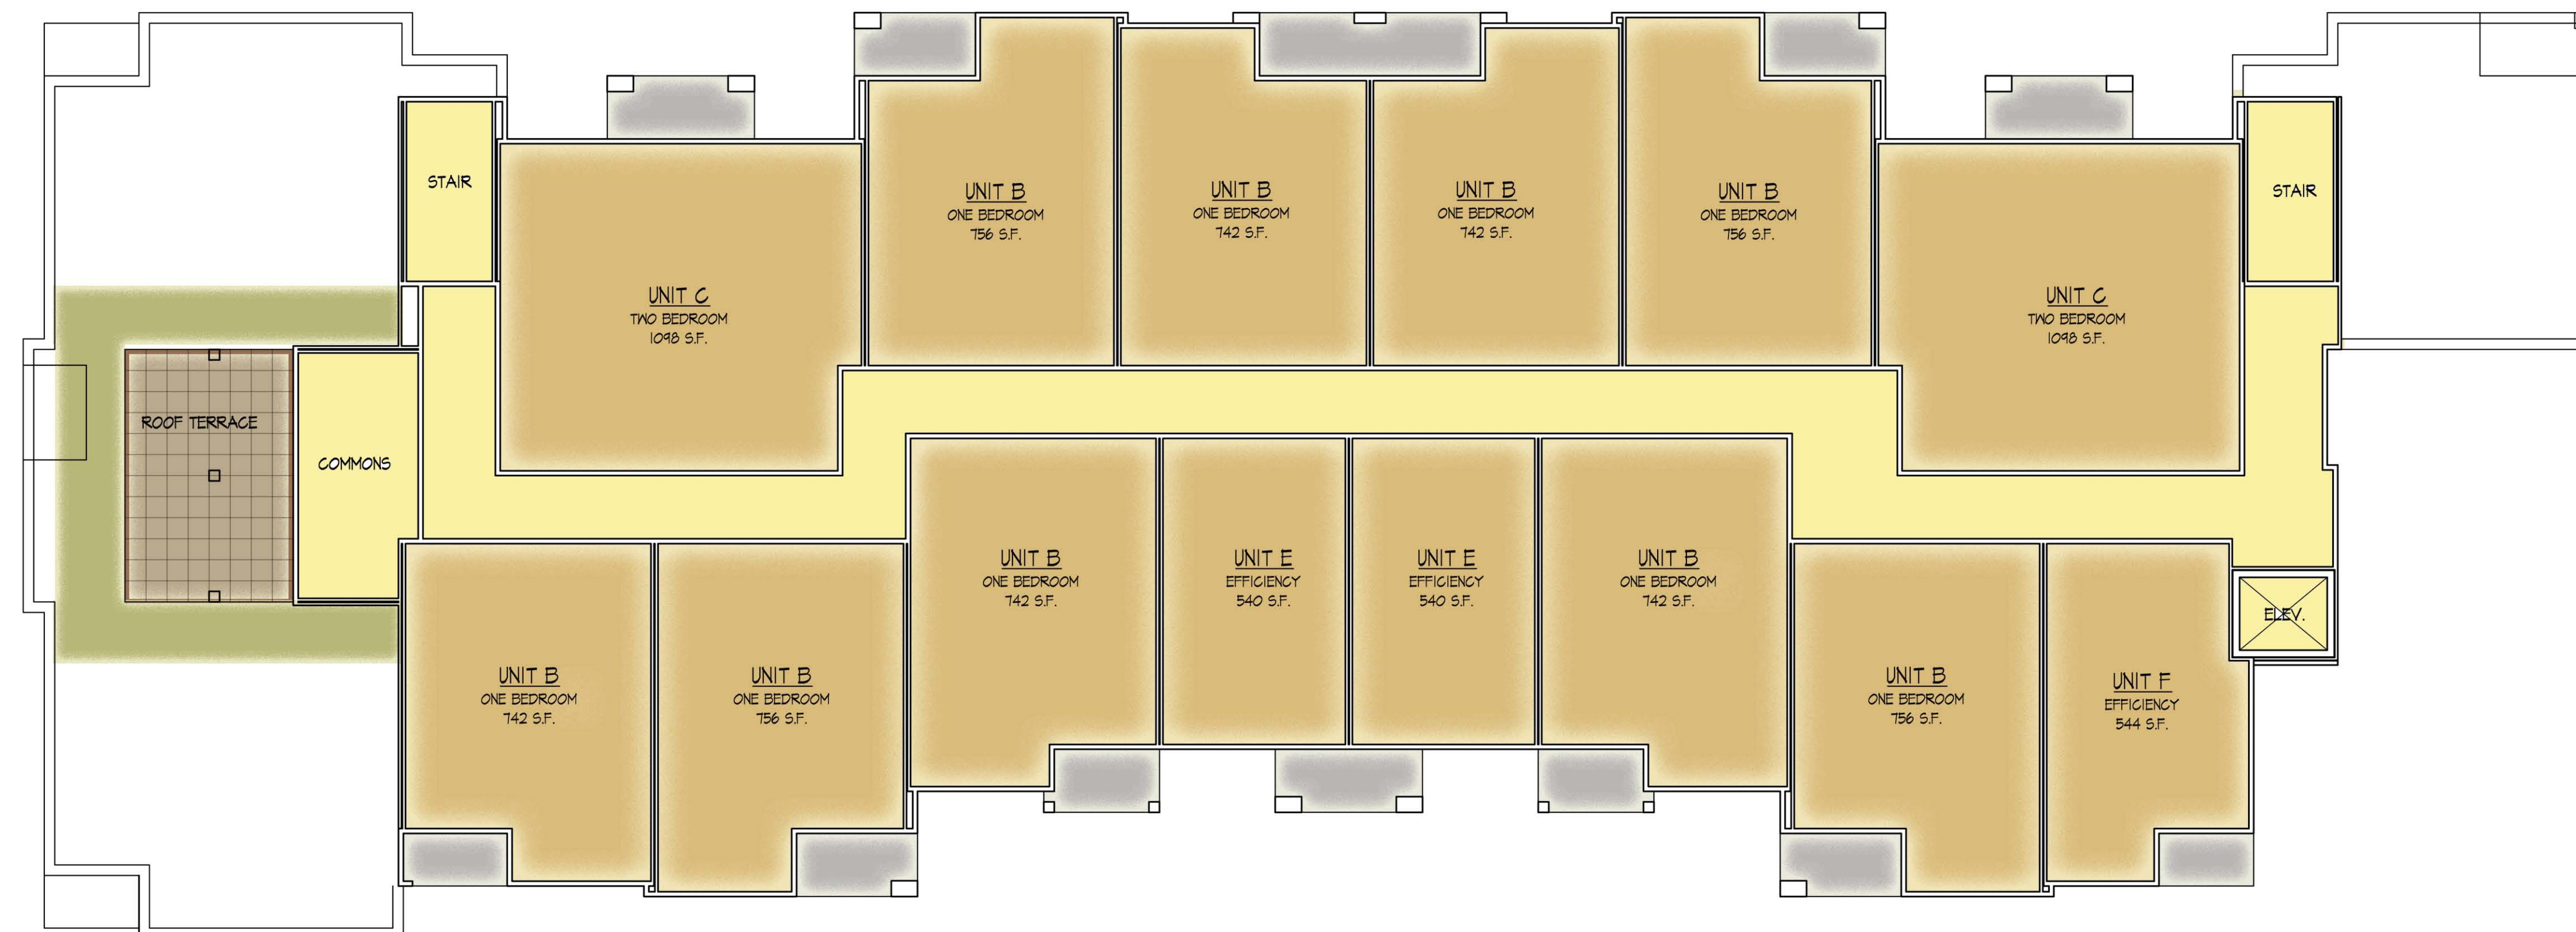 STAIR
UNIT C
TWO BEDROOM
1098 S.F.
UNIT B
ONE BEDROOM
756 S.F.
UNIT B
ONE BEDROOM
742 S.F.
UNIT B
ONE BEDROOM
742 S.F.
UNIT B
ONE BEDROOM
756 S.F.
UNIT C
TWO BEDROOM
1098 S.F.
STAIR
ROOF TERRACE
COMMONS
UNIT B
ONE BEDROOM
742 S.F.
UNIT B
ONE BEDROOM
756 S.F.
UNIT B
ONE BEDROOM
742 S.F.
UNIT E
EFFICIENCY
540 S.F.
UNIT E
EFFICIENCY
540 S.F.
UNIT B
ONE BEDROOM
742 S.F.
UNIT B
ONE BEDROOM
756 S.F.
UNIT F
EFFICIENCY
544 S.F.
ELEV.